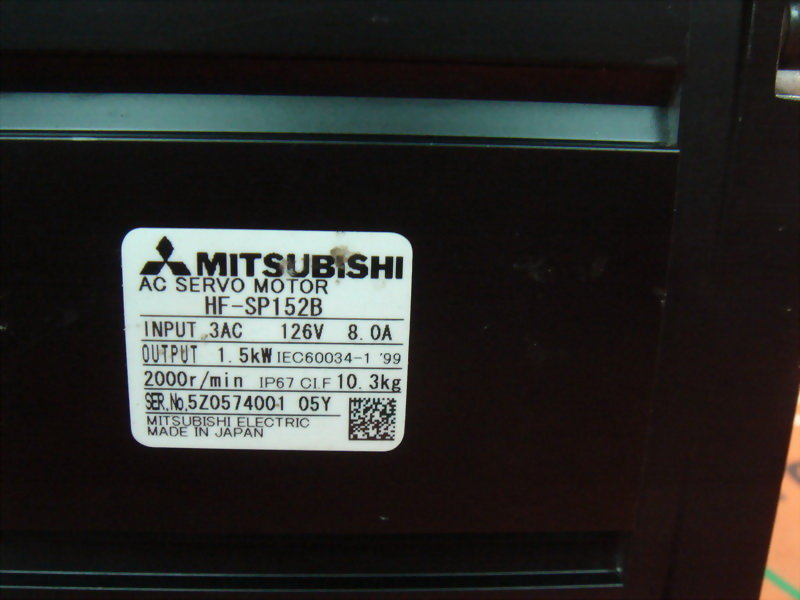 MITSUBISHI
AC SERVO MOTOR
HF-SP152B
INPUT 3AC 126V 8.0A
OUTPUT 1.5kW IEC60034-1 '99
2000r/min IP67 CI.F 10.3kg
SER.No.5Z0574001 05Y
MITSUBISHI ELECTRIC
MADE IN JAPAN